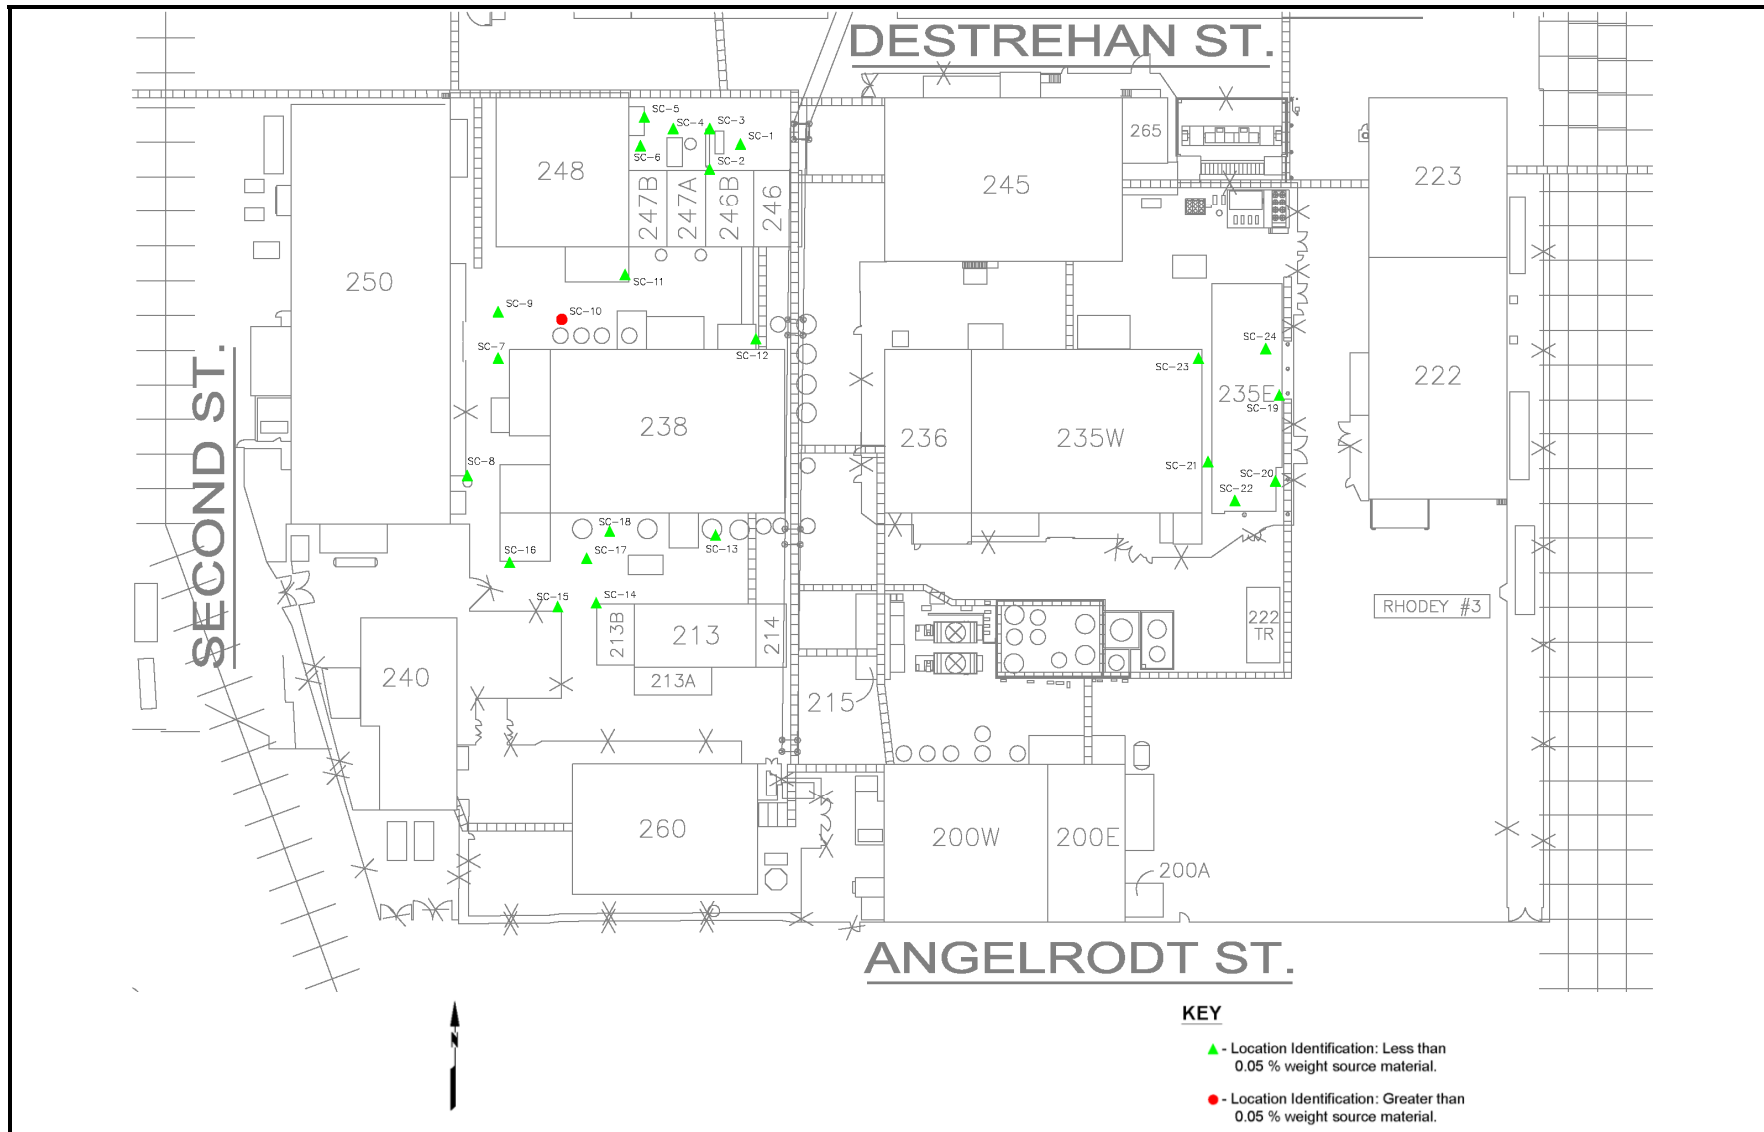 DESTREHAN ST.
SC-5
SC-4
SC-3
SC-1
SC-6
SC-2
265
248
247B
247A
246B
246
245
223
250
SC-11
SC-9
SC-10
SC-7
SC-12
SC-24
SC-23
222
235E
SC-19
238
236
235W
SECOND ST.
SC-8
SC-21
SC-20
SC-22
SC-18
SC-13
SC-16
SC-17
SC-15
SC-14
213B
213
214
222
TR
RHODEY #3
240
213A
215
260
200W
200E
200A
ANGELRODT ST.
N
KEY
- Location Identification: Less than
0.05 % weight source material.
- Location Identification: Greater than
0.05 % weight source material.